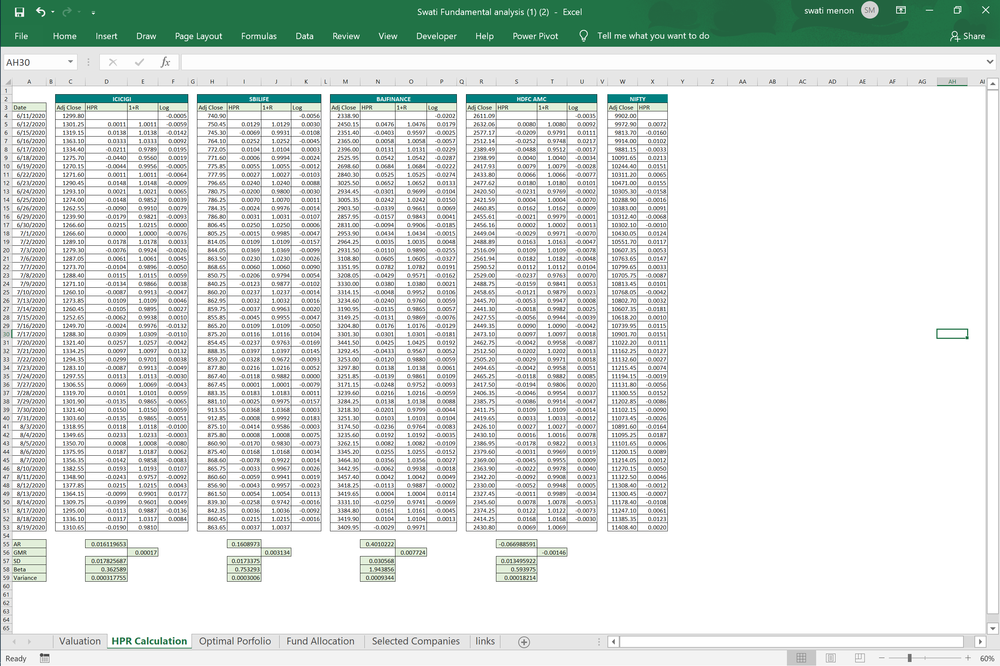 Swati Fundamental analysis (1) (2) - Excel
swati menon SM
File Home Insert Draw Page Layout Formulas Data Review View Developer Help Power Pivot Tell me what you want to do Share
AH30 fx
A B C D E F G H I J K L M N O P Q R S T U V W X Y Z AA AB AC AD AE AF AG AH AI
1
2 ICICIGI SBILIFE BAJFINANCE HDFC AMC NIFTY
3 Date Adj Close HPR 1+R Log Adj Close HPR 1+R Log Adj Close HPR 1+R Log Adj Close HPR 1+R Log Adj Close HPR
4 6/11/2020 1299.80 -0.0005 740.90 -0.0056 2338.90 -0.0202 2611.09 -0.0035 9902.00
5 6/12/2020 1301.25 0.0011 1.0011 -0.0059 750.45 0.0129 1.0129 0.0030 2450.15 0.0476 1.0476 0.0179 2632.06 0.0080 1.0080 0.0092 9972.90 0.0072
6 6/15/2020 1319.15 0.0138 1.0138 -0.0142 745.30 -0.0069 0.9931 -0.0108 2351.40 -0.0403 0.9597 -0.0025 2577.17 -0.0209 0.9791 0.0111 9813.70 -0.0160
7 6/16/2020 1363.10 0.0333 1.0333 0.0092 764.10 0.0252 1.0252 -0.0045 2365.00 0.0058 1.0058 -0.0057 2512.14 -0.0252 0.9748 0.0217 9914.00 0.0102
8 6/17/2020 1334.40 -0.0211 0.9789 0.0195 772.05 0.0104 1.0104 0.0003 2396.00 0.0131 1.0131 -0.0229 2389.49 -0.0488 0.9512 -0.0017 9881.15 -0.0033
9 6/18/2020 1275.70 -0.0440 0.9560 0.0019 771.60 -0.0006 0.9994 -0.0024 2525.95 0.0542 1.0542 -0.0287 2398.99 0.0040 1.0040 -0.0034 10091.65 0.0213
10 6/19/2020 1270.15 -0.0044 0.9956 -0.0005 775.85 0.0055 1.0055 -0.0012 2698.60 0.0684 1.0684 -0.0222 2417.93 0.0079 1.0079 -0.0028 10244.40 0.0151
11 6/22/2020 1271.60 0.0011 1.0011 -0.0064 777.95 0.0027 1.0027 -0.0103 2840.30 0.0525 1.0525 -0.0274 2433.80 0.0066 1.0066 -0.0077 10311.20 0.0065
12 6/23/2020 1290.45 0.0148 1.0148 -0.0009 796.65 0.0240 1.0240 0.0088 3025.50 0.0652 1.0652 0.0133 2477.62 0.0180 1.0180 0.0101 10471.00 0.0155
13 6/24/2020 1293.10 0.0021 1.0021 0.0065 780.75 -0.0200 0.9800 -0.0030 2934.45 -0.0301 0.9699 -0.0104 2420.50 -0.0231 0.9769 -0.0002 10305.30 -0.0158
14 6/25/2020 1274.00 -0.0148 0.9852 0.0039 786.25 0.0070 1.0070 0.0011 3005.35 0.0242 1.0242 0.0150 2421.59 0.0004 1.0004 -0.0070 10288.90 -0.0016
15 6/26/2020 1262.55 -0.0090 0.9910 0.0079 784.35 -0.0024 0.9976 -0.0014 2903.50 -0.0339 0.9661 0.0069 2460.85 0.0162 1.0162 0.0009 10383.00 0.0091
16 6/29/2020 1239.90 -0.0179 0.9821 -0.0093 786.80 0.0031 1.0031 -0.0107 2857.95 -0.0157 0.9843 0.0041 2455.61 -0.0021 0.9979 -0.0001 10312.40 -0.0068
17 6/30/2020 1266.60 0.0215 1.0215 0.0000 806.45 0.0250 1.0250 0.0006 2831.00 -0.0094 0.9906 -0.0185 2456.16 0.0002 1.0002 0.0013 10302.10 -0.0010
18 7/1/2020 1266.60 0.0000 1.0000 -0.0076 805.25 -0.0015 0.9985 -0.0047 2953.90 0.0434 1.0434 -0.0015 2449.04 -0.0029 0.9971 -0.0070 10430.05 0.0124
19 7/2/2020 1289.10 0.0178 1.0178 0.0033 814.05 0.0109 1.0109 -0.0157 2964.25 0.0035 1.0035 0.0048 2488.89 0.0163 1.0163 -0.0047 10551.70 0.0117
20 7/3/2020 1279.30 -0.0076 0.9924 -0.0026 844.05 0.0369 1.0369 -0.0099 2931.50 -0.0110 0.9890 -0.0255 2516.09 0.0109 1.0109 -0.0078 10607.35 0.0053
21 7/6/2020 1287.05 0.0061 1.0061 0.0045 863.50 0.0230 1.0230 -0.0026 3108.80 0.0605 1.0605 -0.0327 2561.94 0.0182 1.0182 -0.0048 10763.65 0.0147
22 7/7/2020 1273.70 -0.0104 0.9896 -0.0050 868.65 0.0060 1.0060 0.0090 3351.95 0.0782 1.0782 0.0191 2590.52 0.0112 1.0112 0.0104 10799.65 0.0033
23 7/8/2020 1288.40 0.0115 1.0115 0.0059 850.75 -0.0206 0.9794 0.0054 3208.05 -0.0429 0.9571 -0.0162 2529.00 -0.0237 0.9763 0.0070 10705.75 -0.0087
24 7/9/2020 1271.10 -0.0134 0.9866 0.0038 840.25 -0.0123 0.9877 -0.0102 3330.00 0.0380 1.0380 0.0021 2488.75 -0.0159 0.9841 0.0053 10813.45 0.0101
25 7/10/2020 1260.10 -0.0087 0.9913 -0.0047 860.20 0.0237 1.0237 -0.0014 3314.15 -0.0048 0.9952 0.0106 2458.65 -0.0121 0.9879 0.0023 10768.05 -0.0042
26 7/13/2020 1273.85 0.0109 1.0109 0.0046 862.95 0.0032 1.0032 0.0016 3234.60 -0.0240 0.9760 0.0059 2445.70 -0.0053 0.9947 0.0008 10802.70 0.0032
27 7/14/2020 1260.45 -0.0105 0.9895 0.0027 859.75 -0.0037 0.9963 0.0020 3190.95 -0.0135 0.9865 0.0057 2441.30 -0.0018 0.9982 0.0025 10607.35 -0.0181
28 7/15/2020 1252.65 -0.0062 0.9938 0.0010 855.85 -0.0045 0.9955 -0.0047 3149.25 -0.0131 0.9869 -0.0076 2427.55 -0.0056 0.9944 -0.0039 10618.20 0.0010
29 7/16/2020 1249.70 -0.0024 0.9976 -0.0132 865.20 0.0109 1.0109 -0.0050 3204.80 0.0176 1.0176 -0.0129 2449.35 0.0090 1.0090 -0.0042 10739.95 0.0115
30 7/17/2020 1288.30 0.0309 1.0309 -0.0110 875.20 0.0116 1.0116 0.0104 3301.30 0.0301 1.0301 -0.0181 2473.10 0.0097 1.0097 0.0018 10901.70 0.0151
31 7/20/2020 1321.40 0.0257 1.0257 -0.0042 854.45 -0.0237 0.9763 -0.0169 3441.50 0.0425 1.0425 0.0192 2462.75 -0.0042 0.9958 -0.0087 11022.20 0.0111
32 7/21/2020 1334.25 0.0097 1.0097 0.0132 888.35 0.0397 1.0397 0.0145 3292.45 -0.0433 0.9567 0.0052 2512.50 0.0202 1.0202 0.0013 11162.25 0.0127
33 7/22/2020 1294.35 -0.0299 0.9701 0.0038 859.20 -0.0328 0.9672 -0.0093 3253.00 -0.0120 0.9880 -0.0059 2505.20 -0.0029 0.9971 0.0018 11132.60 -0.0027
34 7/23/2020 1283.10 -0.0087 0.9913 -0.0049 877.80 0.0216 1.0216 0.0052 3297.80 0.0138 1.0138 0.0061 2494.65 -0.0042 0.9958 0.0051 11215.45 0.0074
35 7/24/2020 1297.55 0.0113 1.0113 -0.0030 867.40 -0.0118 0.9882 0.0000 3251.85 -0.0139 0.9861 0.0109 2465.25 -0.0118 0.9882 0.0085 11194.15 -0.0019
36 7/27/2020 1306.55 0.0069 1.0069 -0.0043 867.45 0.0001 1.0001 -0.0079 3171.15 -0.0248 0.9752 -0.0093 2417.50 -0.0194 0.9806 0.0020 11131.80 -0.0056
37 7/28/2020 1319.70 0.0101 1.0101 0.0059 883.35 0.0183 1.0183 0.0011 3239.60 0.0216 1.0216 -0.0059 2406.35 -0.0046 0.9954 0.0037 11300.55 0.0152
38 7/29/2020 1301.90 -0.0135 0.9865 -0.0065 881.10 -0.0025 0.9975 -0.0157 3284.25 0.0138 1.0138 0.0088 2385.75 -0.0086 0.9914 -0.0047 11202.85 -0.0086
39 7/30/2020 1321.40 0.0150 1.0150 0.0059 913.55 0.0368 1.0368 0.0003 3218.30 -0.0201 0.9799 -0.0044 2411.75 0.0109 1.0109 -0.0014 11102.15 -0.0090
40 7/31/2020 1303.60 -0.0135 0.9865 -0.0051 912.85 -0.0008 0.9992 0.0183 3251.30 0.0103 1.0103 0.0104 2419.65 0.0033 1.0033 -0.0012 11073.45 -0.0026
41 8/3/2020 1318.95 0.0118 1.0118 -0.0100 875.10 -0.0414 0.9586 -0.0003 3174.50 -0.0236 0.9764 -0.0083 2426.10 0.0027 1.0027 -0.0007 10891.60 -0.0164
42 8/4/2020 1349.65 0.0233 1.0233 -0.0003 875.80 0.0008 1.0008 0.0075 3235.60 0.0192 1.0192 -0.0035 2430.10 0.0016 1.0016 0.0078 11095.25 0.0187
43 8/5/2020 1350.70 0.0008 1.0008 -0.0080 860.90 -0.0170 0.9830 -0.0073 3262.15 0.0082 1.0082 -0.0109 2386.95 -0.0178 0.9822 0.0013 11101.65 0.0006
44 8/6/2020 1375.95 0.0187 1.0187 0.0062 875.40 0.0168 1.0168 0.0034 3345.20 0.0255 1.0255 -0.0152 2379.60 -0.0031 0.9969 0.0019 11200.15 0.0089
45 8/7/2020 1356.35 -0.0142 0.9858 -0.0083 868.60 -0.0078 0.9922 0.0014 3464.30 0.0356 1.0356 0.0027 2369.00 -0.0045 0.9955 0.0009 11214.05 0.0012
46 8/10/2020 1382.55 0.0193 1.0193 0.0107 865.75 -0.0033 0.9967 0.0026 3442.95 -0.0062 0.9938 -0.0018 2363.90 -0.0022 0.9978 0.0040 11270.15 0.0050
47 8/11/2020 1348.90 -0.0243 0.9757 -0.0092 860.60 -0.0059 0.9941 0.0019 3457.40 0.0042 1.0042 0.0049 2342.20 -0.0092 0.9908 0.0023 11322.50 0.0046
48 8/12/2020 1377.85 0.0215 1.0215 0.0043 856.90 -0.0043 0.9957 -0.0023 3418.25 -0.0113 0.9887 -0.0002 2330.00 -0.0052 0.9948 0.0005 11308.40 -0.0012
49 8/13/2020 1364.15 -0.0099 0.9901 0.0177 861.50 0.0054 1.0054 0.0113 3419.65 0.0004 1.0004 0.0114 2327.45 -0.0011 0.9989 -0.0034 11300.45 -0.0007
50 8/14/2020 1309.75 -0.0399 0.9601 0.0049 839.30 -0.0258 0.9742 -0.0016 3331.10 -0.0259 0.9741 -0.0069 2345.60 0.0078 1.0078 -0.0053 11178.40 -0.0108
51 8/17/2020 1295.00 -0.0113 0.9887 -0.0136 842.35 0.0036 1.0036 -0.0092 3384.80 0.0161 1.0161 -0.0045 2374.25 0.0122 1.0122 -0.0073 11247.10 0.0061
52 8/18/2020 1336.10 0.0317 1.0317 0.0084 860.45 0.0215 1.0215 -0.0016 3419.90 0.0104 1.0104 0.0013 2414.25 0.0168 1.0168 -0.0030 11385.35 0.0123
53 8/19/2020 1310.65 -0.0190 0.9810 863.65 0.0037 1.0037 3409.95 -0.0029 0.9971 2430.80 0.0069 1.0069 11408.40 0.0020
54
55 AR 0.016119653 0.1608973 0.4010222 -0.066988591
56 GMR 0.00017 0.003134 0.007724 -0.00146
57 SD 0.017825687 0.0173375 0.030568 0.013495922
58 Beta 0.362589 0.753293 1.943856 0.593975
59 Variance 0.000317755 0.0003006 0.0009344 0.00018214
60
61
62
63
64
65
Valuation HPR Calculation Optimal Porfolio Fund Allocation Selected Companies links
Ready 60%